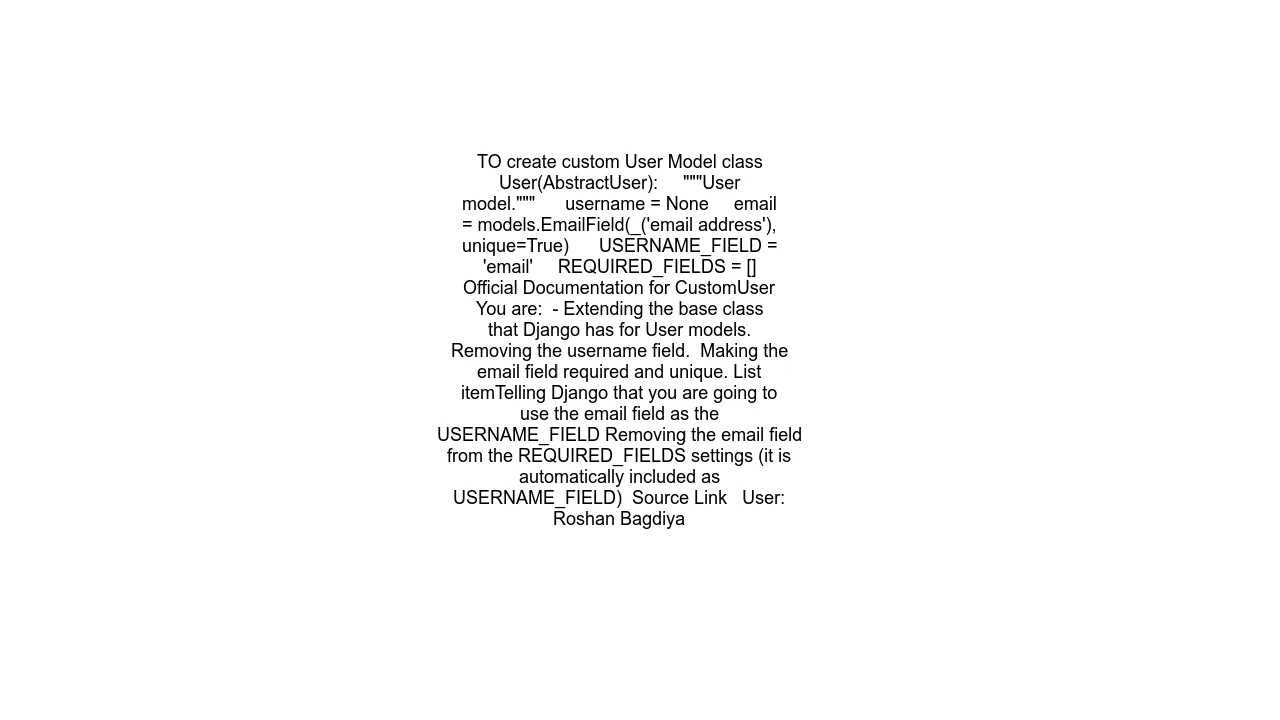 TO create custom User Model class
User(AbstractUser):     """User
model."""      username = None     email
= models.EmailField(_('email address'),
unique=True)      USERNAME_FIELD =
'email'     REQUIRED_FIELDS = []
Official Documentation for CustomUser
You are:  - Extending the base class
that Django has for User models.
Removing the username field.  Making the
email field required and unique. List
itemTelling Django that you are going to
use the email field as the
USERNAME_FIELD Removing the email field
from the REQUIRED_FIELDS settings (it is
automatically included as
USERNAME_FIELD)  Source Link   User:
Roshan Bagdiya